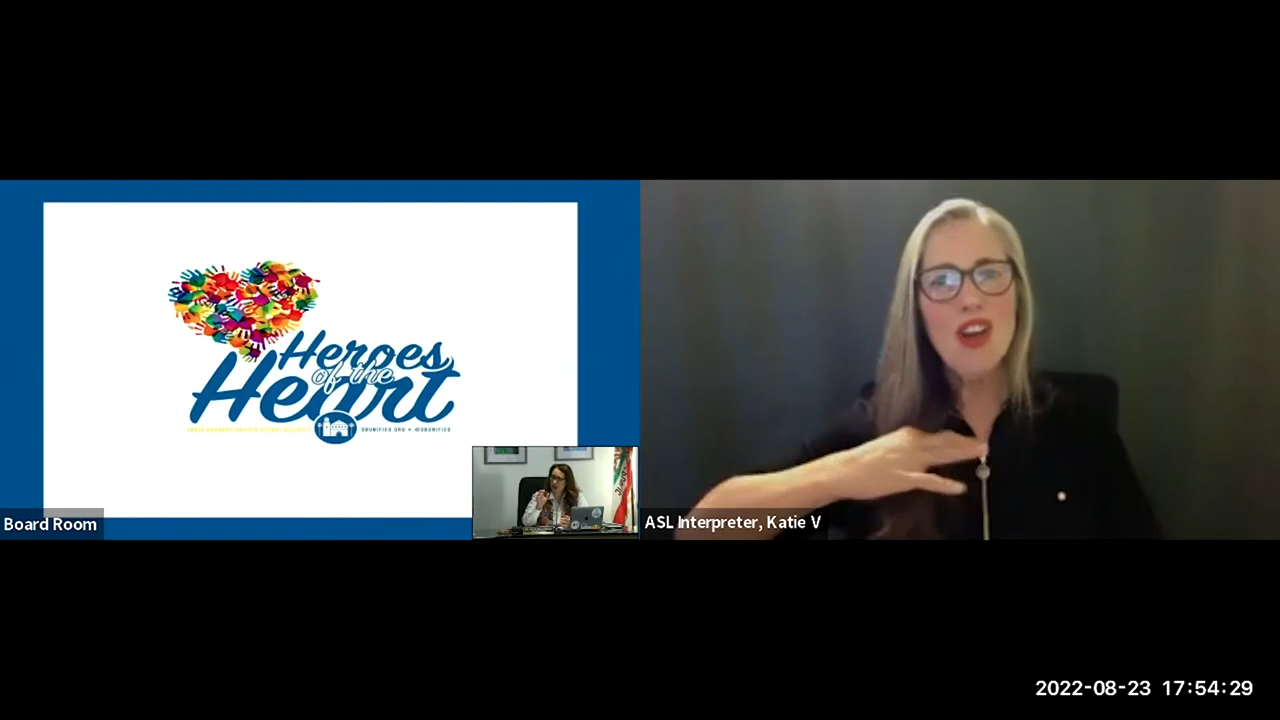 Heroes
of the
Heart
SBUNIFIED.ORG • @SBUNIFIED
Board Room
ASL Interpreter, Katie V
2022-08-23 17:54:29